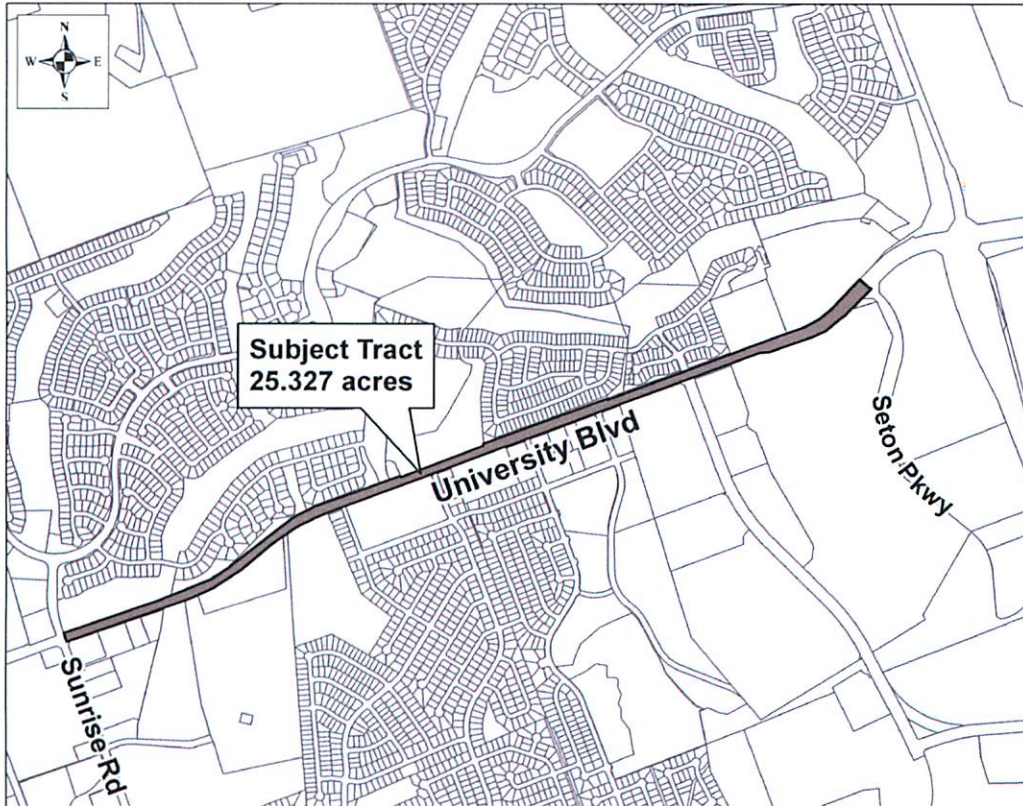 N
W E
S
Subject Tract
25.327 acres
University Blvd
Seton Pkwy
Sunrise Rd